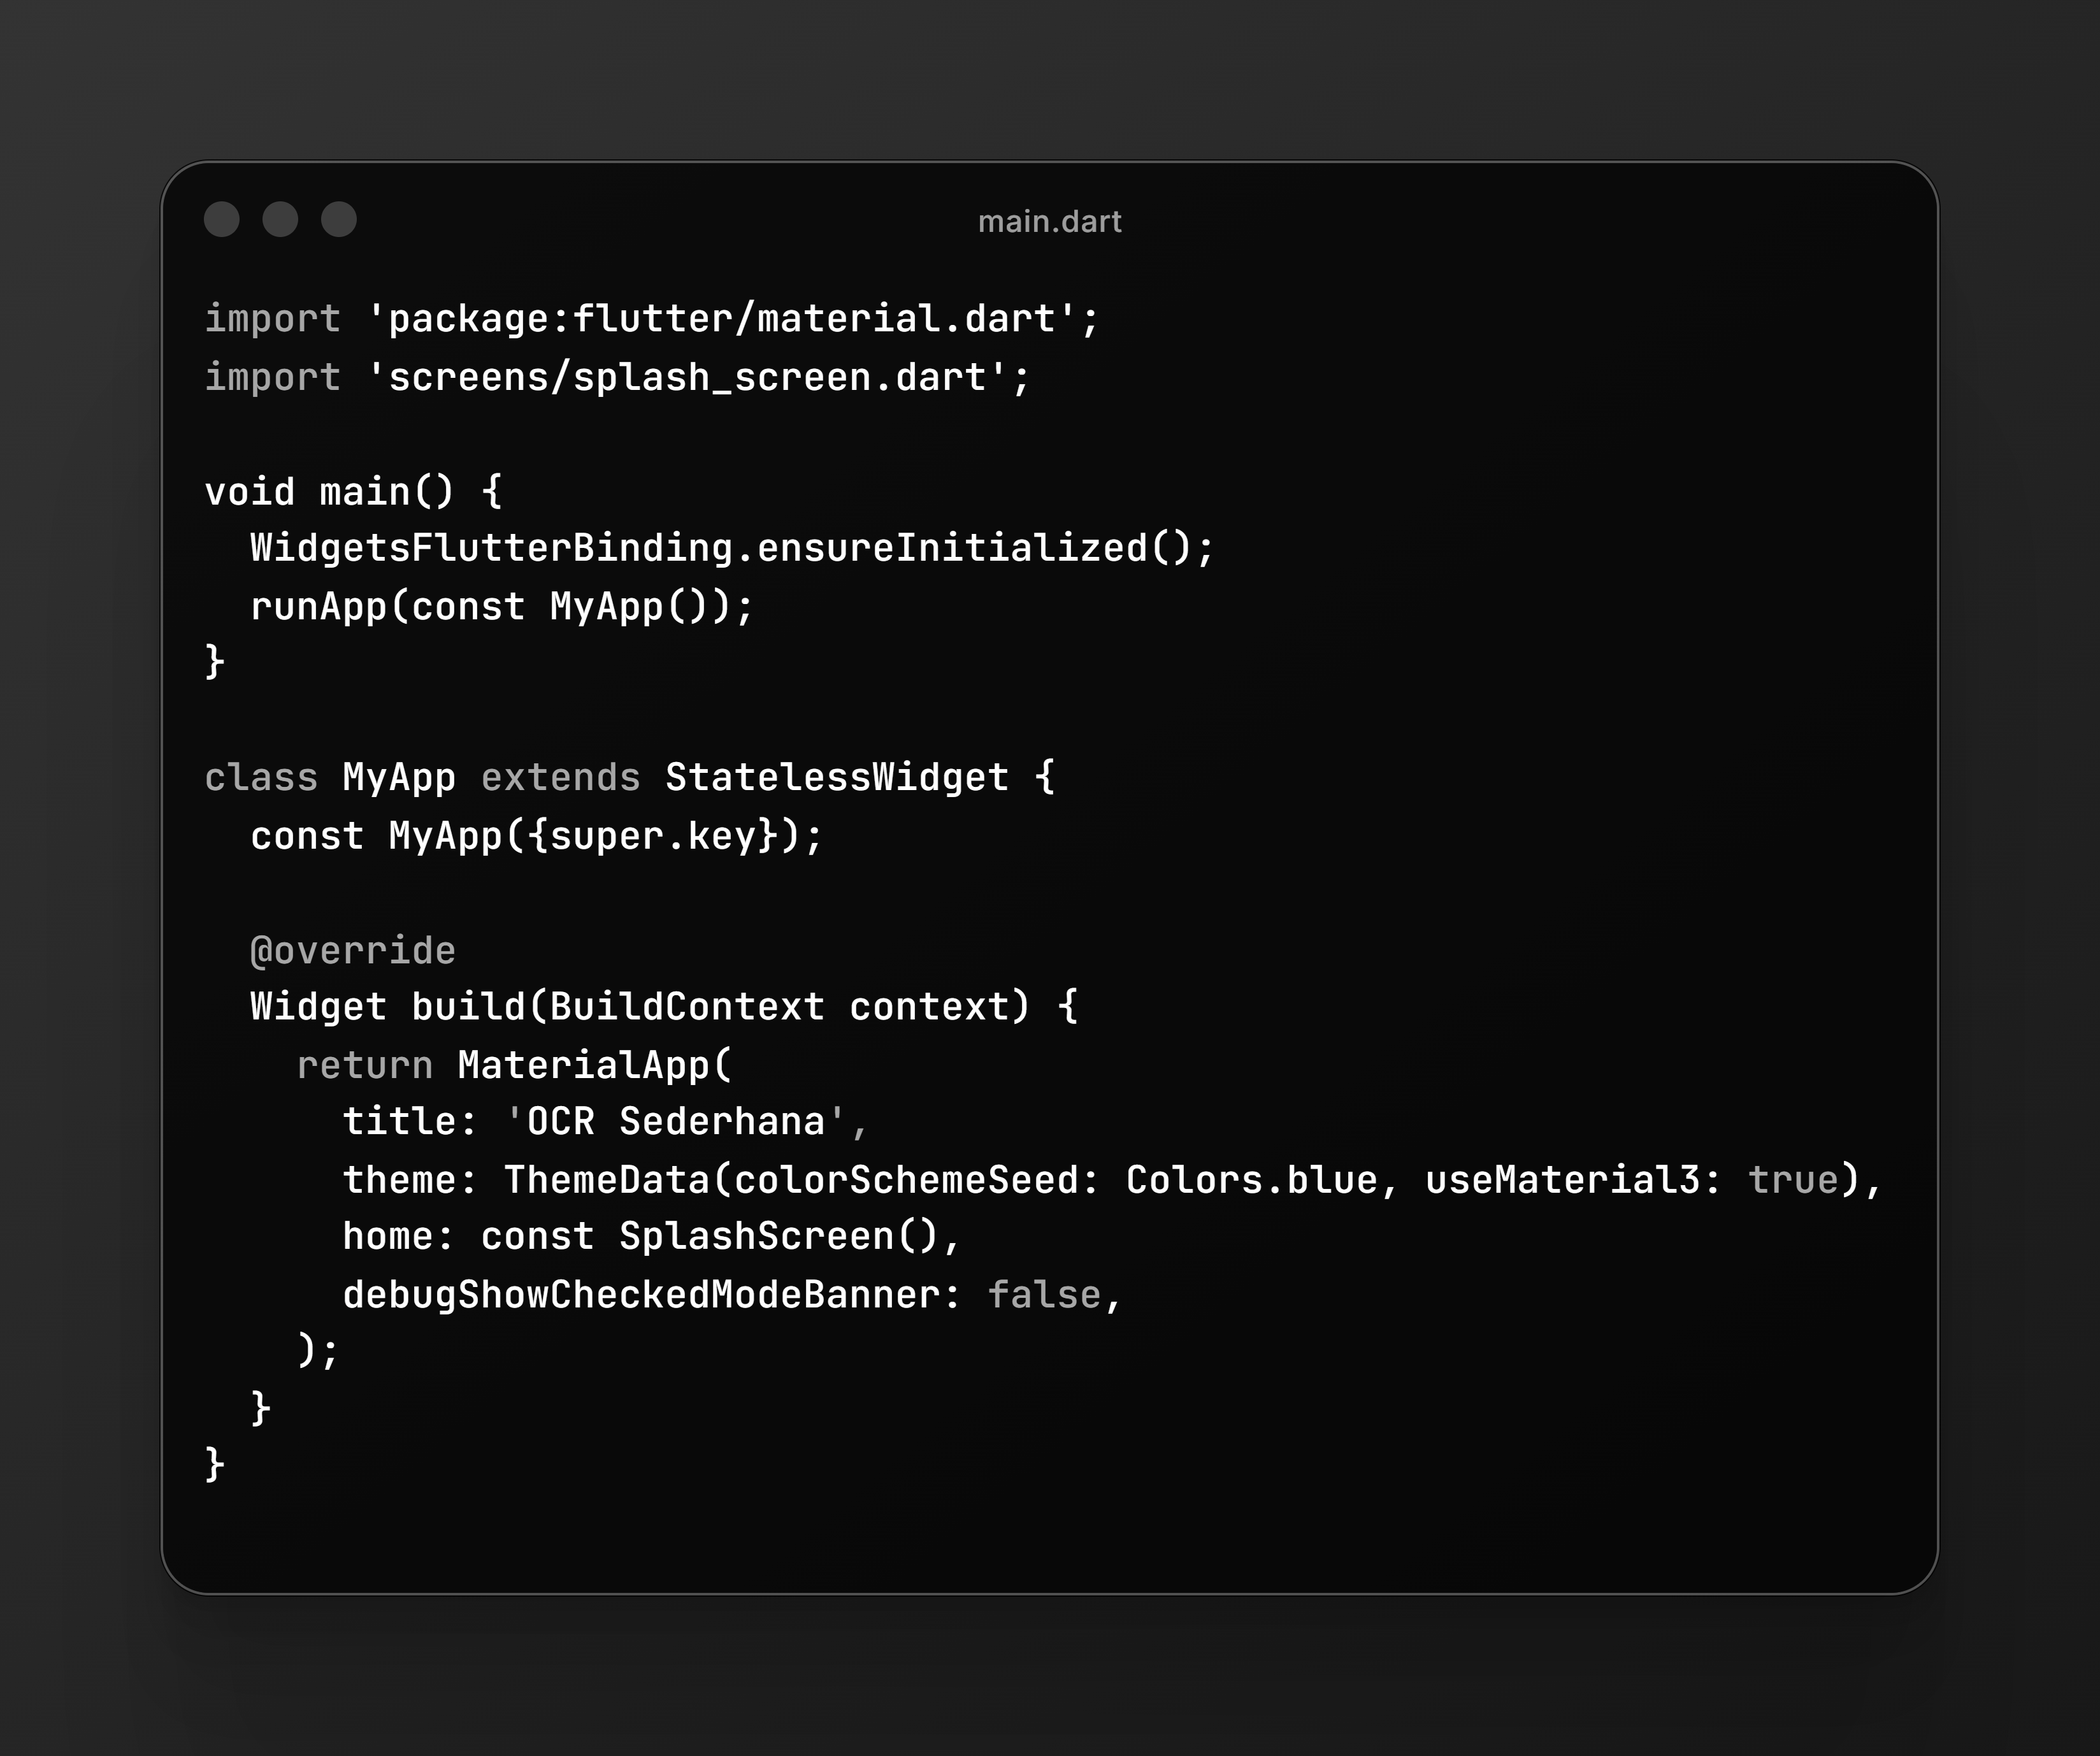 main.dart
import 'package:flutter/material.dart';
import 'screens/splash_screen.dart';

void main() {
  WidgetsFlutterBinding.ensureInitialized();
  runApp(const MyApp());
}

class MyApp extends StatelessWidget {
  const MyApp({super.key});

  @override
  Widget build(BuildContext context) {
    return MaterialApp(
      title: 'OCR Sederhana',
      theme: ThemeData(colorSchemeSeed: Colors.blue, useMaterial3: true),
      home: const SplashScreen(),
      debugShowCheckedModeBanner: false,
    );
  }
}